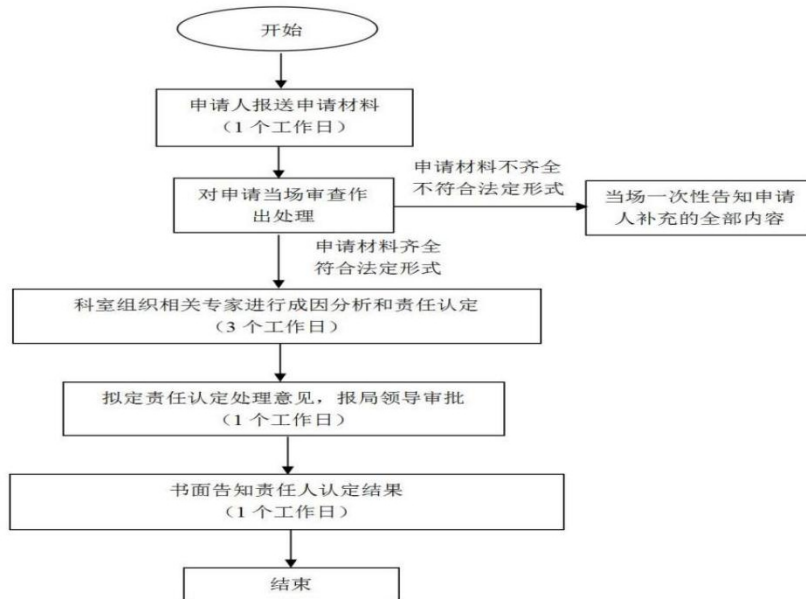 开始
申请人报送申请材料
（1 个工作日）
申请材料不齐全
不符合法定形式
对申请当场审查作
出处理
当场一次性告知申请
人补充的全部内容
申请材料齐全
符合法定形式
科室组织相关专家进行成因分析和责任认定
（3 个工作日）
拟定责任认定处理意见，报局领导审批
（1 个工作日）
书面告知责任人认定结果
（1 个工作日）
结束